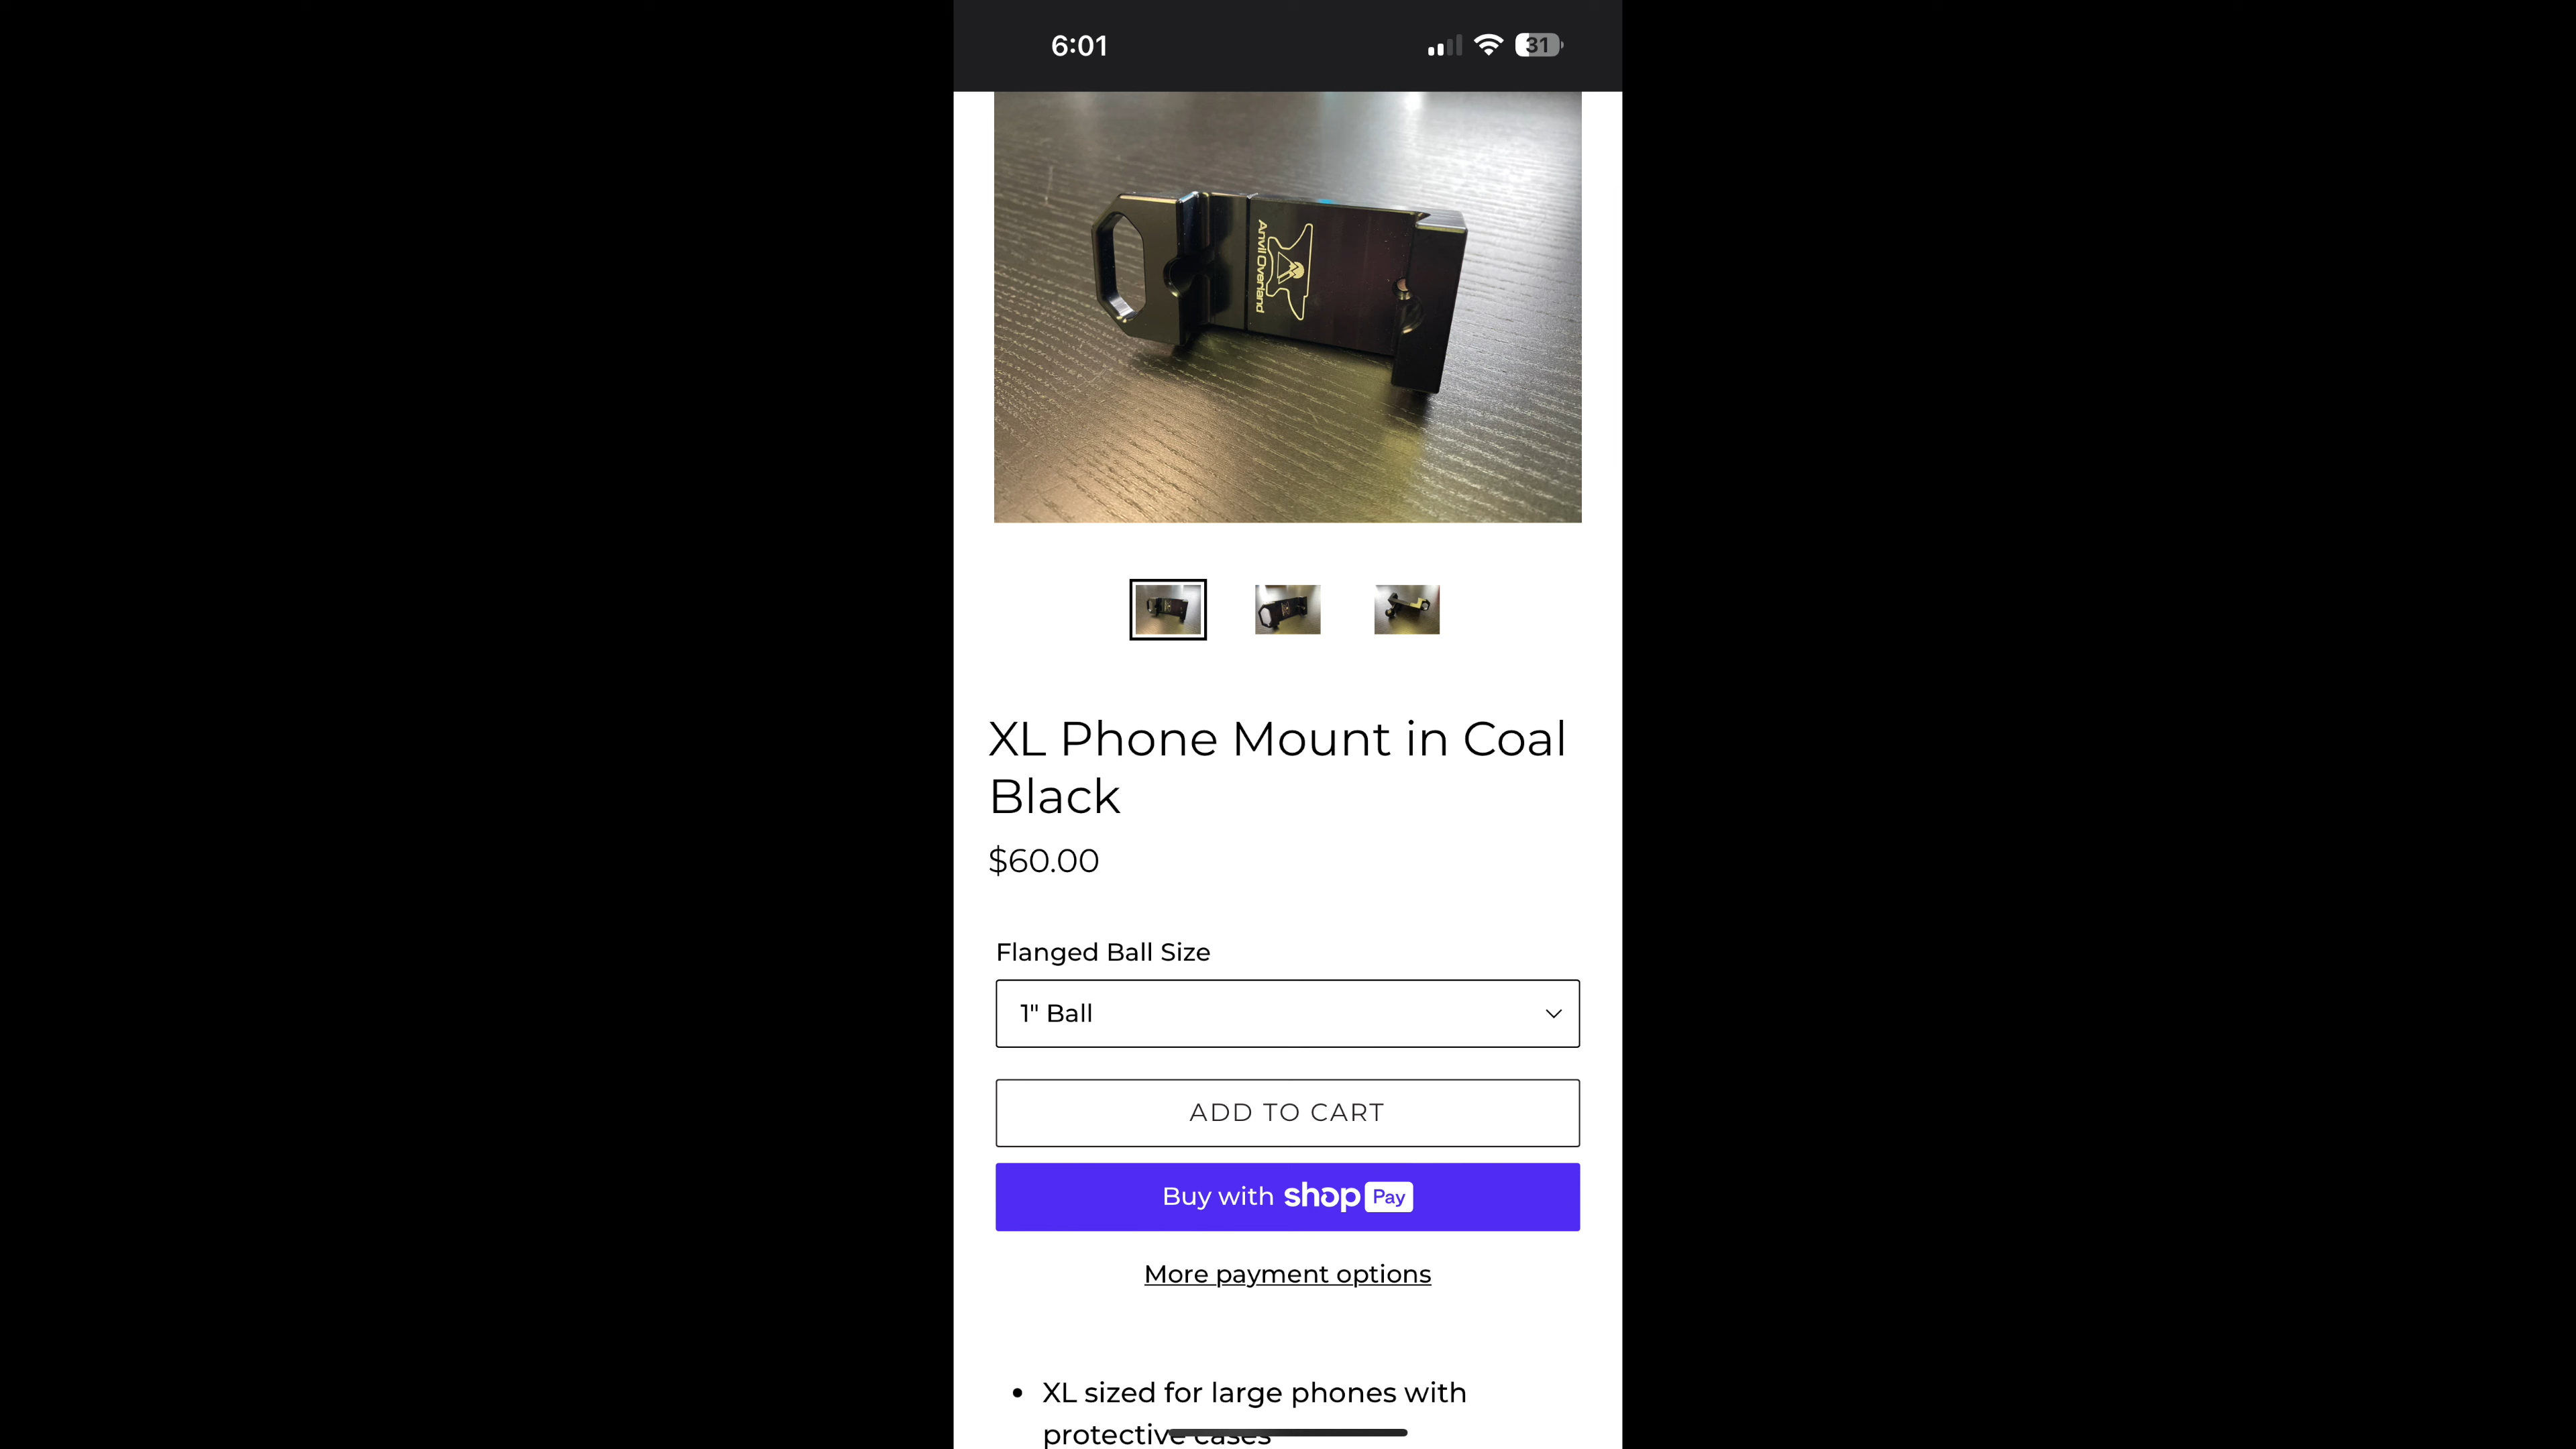 6:01
31
Anvil Overland
XL Phone Mount in Coal
Black
$60.00
Flanged Ball Size
1" Ball
ADD TO CART
Buy with shop Pay
More payment options
• XL sized for large phones with
protective cases